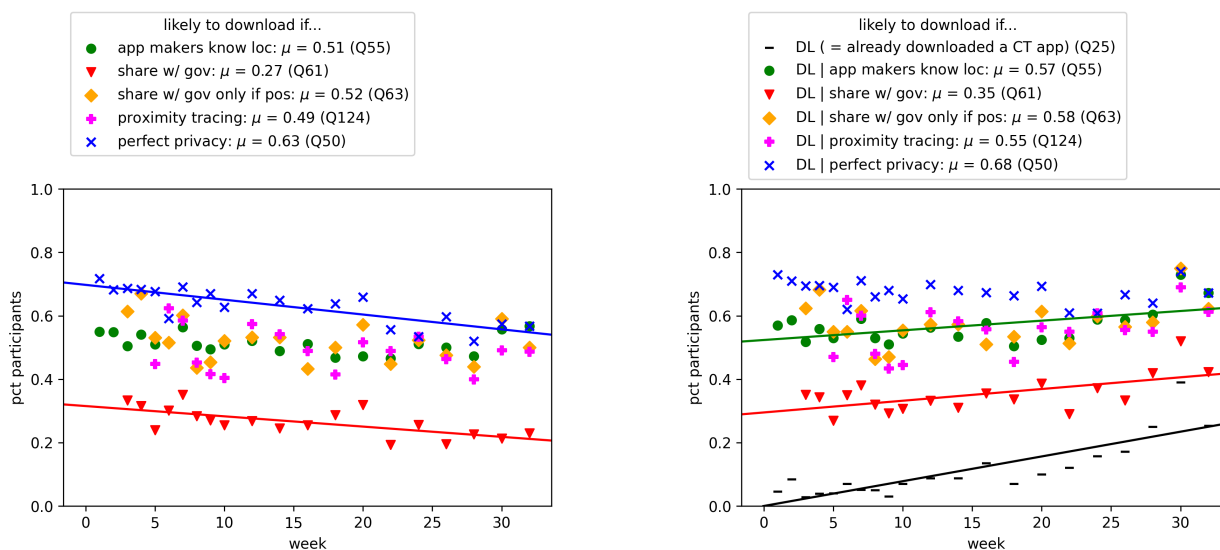 likely to download if...
app makers know loc: μ = 0.51 (Q55)
share w/ gov: μ = 0.27 (Q61)
share w/ gov only if pos: μ = 0.52 (Q63)
proximity tracing: μ = 0.49 (Q124)
perfect privacy: μ = 0.63 (Q50)
1.0
0.8
0.6
0.4
0.2
0.0
pct participants
0 5 10 15 20 25 30
week
likely to download if...
DL ( = already downloaded a CT app) (Q25)
DL | app makers know loc: μ = 0.57 (Q55)
DL | share w/ gov: μ = 0.35 (Q61)
DL | share w/ gov only if pos: μ = 0.58 (Q63)
DL | proximity tracing: μ = 0.55 (Q124)
DL | perfect privacy: μ = 0.68 (Q50)
1.0
0.8
0.6
0.4
0.2
0.0
pct participants
0 5 10 15 20 25 30
week